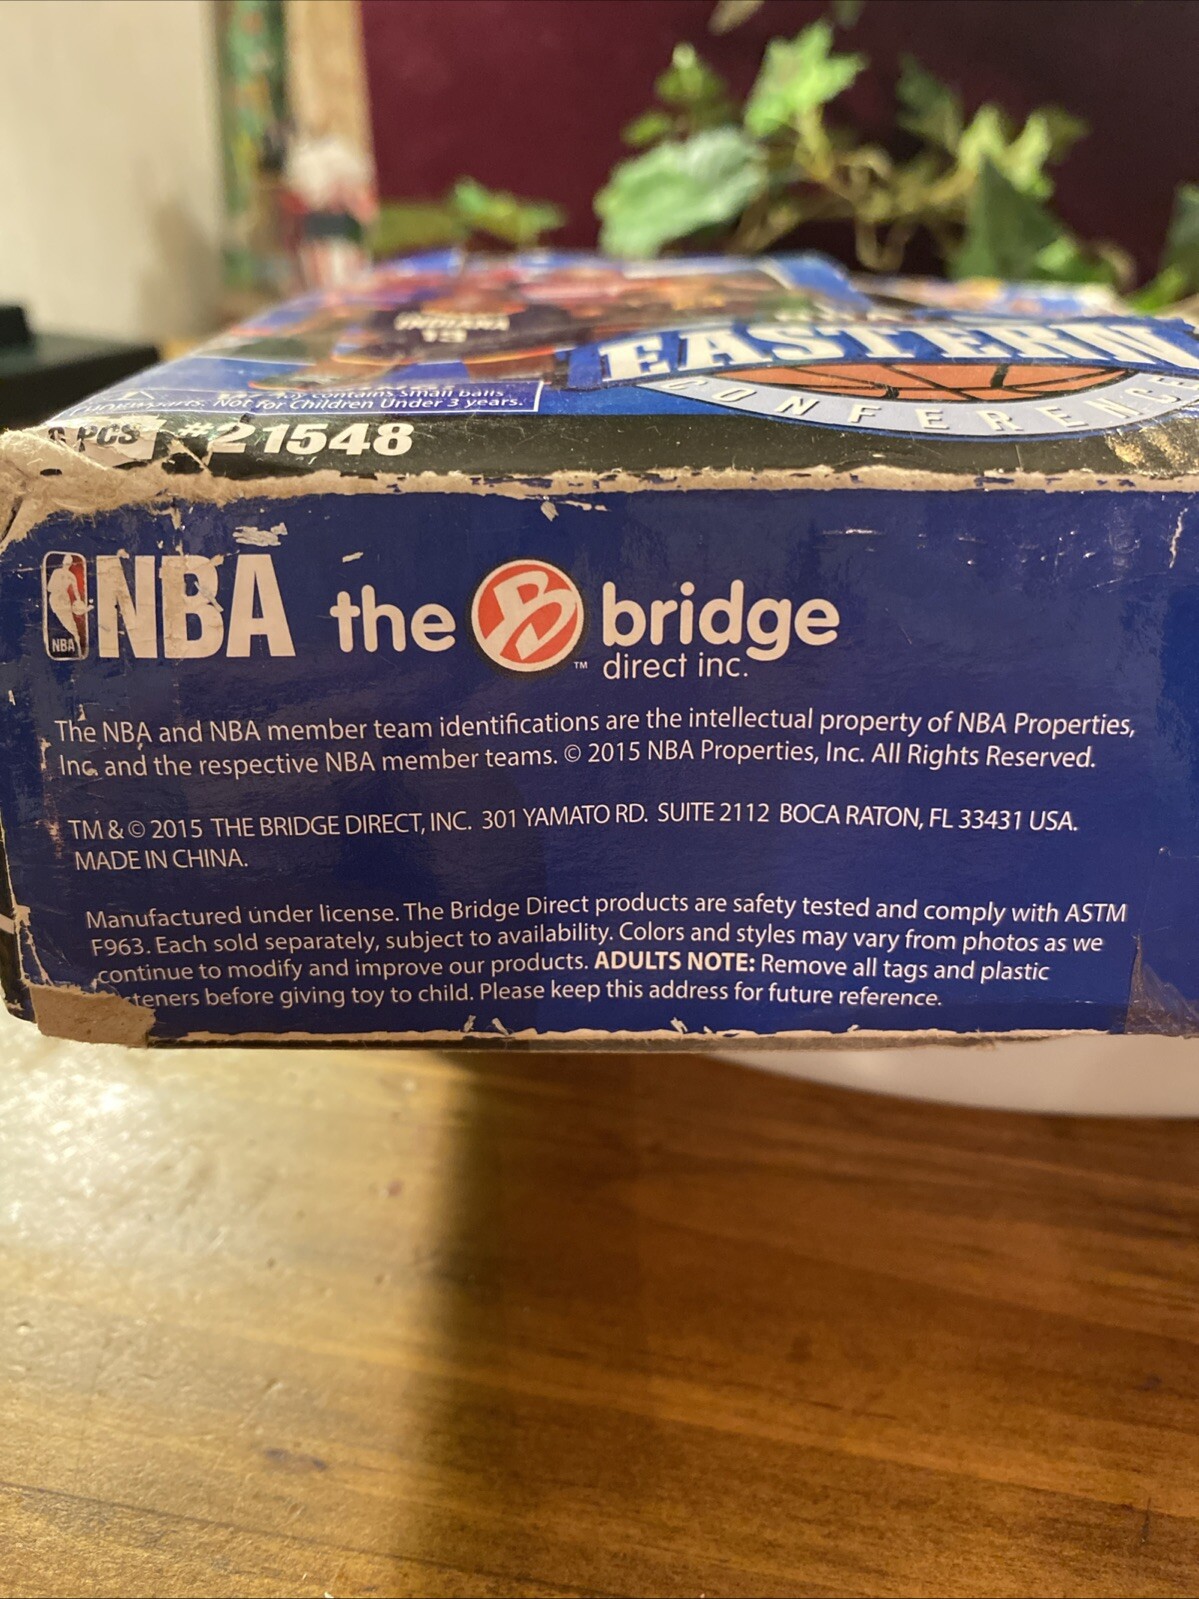 INDIANA
13
EASTERN
CONFERENCE
contains small balls
Not for Children Under 3 years.
PCS #21548
NBA
NBA the B bridge
™ direct inc.
The NBA and NBA member team identifications are the intellectual property of NBA Properties,
Inc. and the respective NBA member teams. © 2015 NBA Properties, Inc. All Rights Reserved.
TM & © 2015 THE BRIDGE DIRECT, INC. 301 YAMATO RD. SUITE 2112 BOCA RATON, FL 33431 USA.
MADE IN CHINA.
Manufactured under license. The Bridge Direct products are safety tested and comply with ASTM
F963. Each sold separately, subject to availability. Colors and styles may vary from photos as we
continue to modify and improve our products. ADULTS NOTE: Remove all tags and plastic
teners before giving toy to child. Please keep this address for future reference.